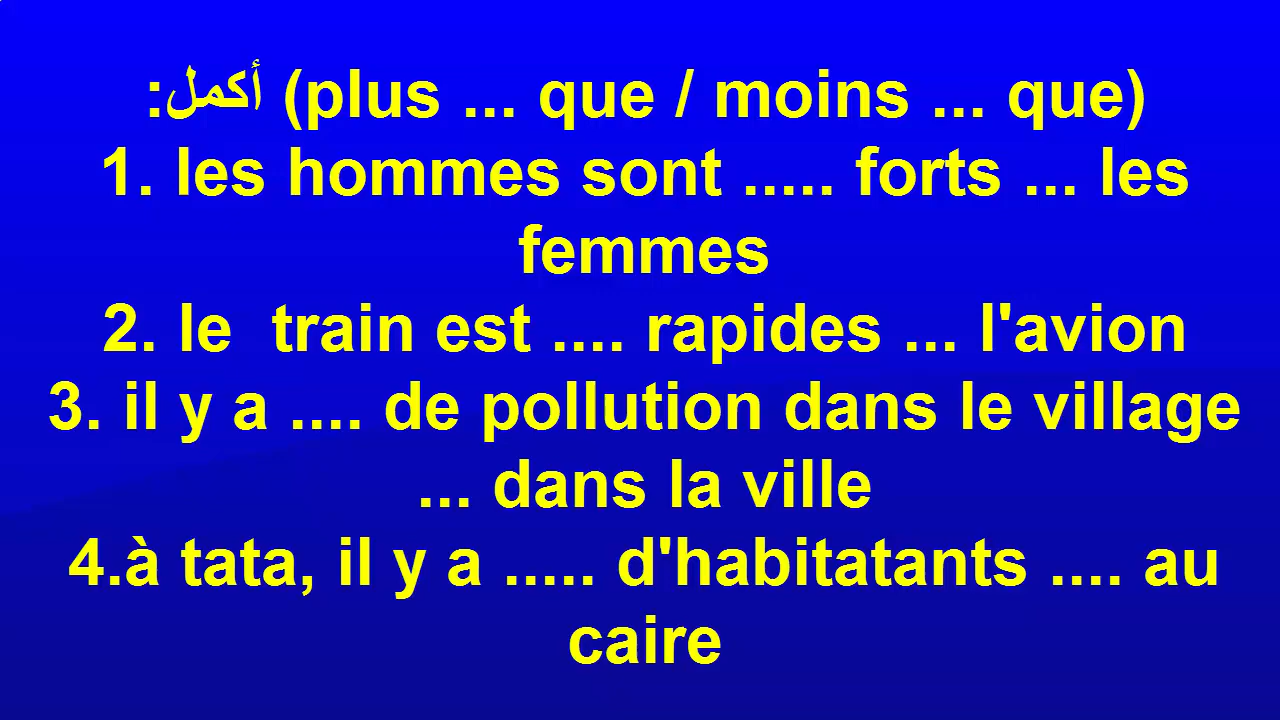 أكمل: (plus ... que / moins ... que)
1. les hommes sont ..... forts ... les
femmes
2. le  train est .... rapides ... l'avion
3. il y a .... de pollution dans le village
... dans la ville
4.à tata, il y a ..... d'habitatants .... au
caire